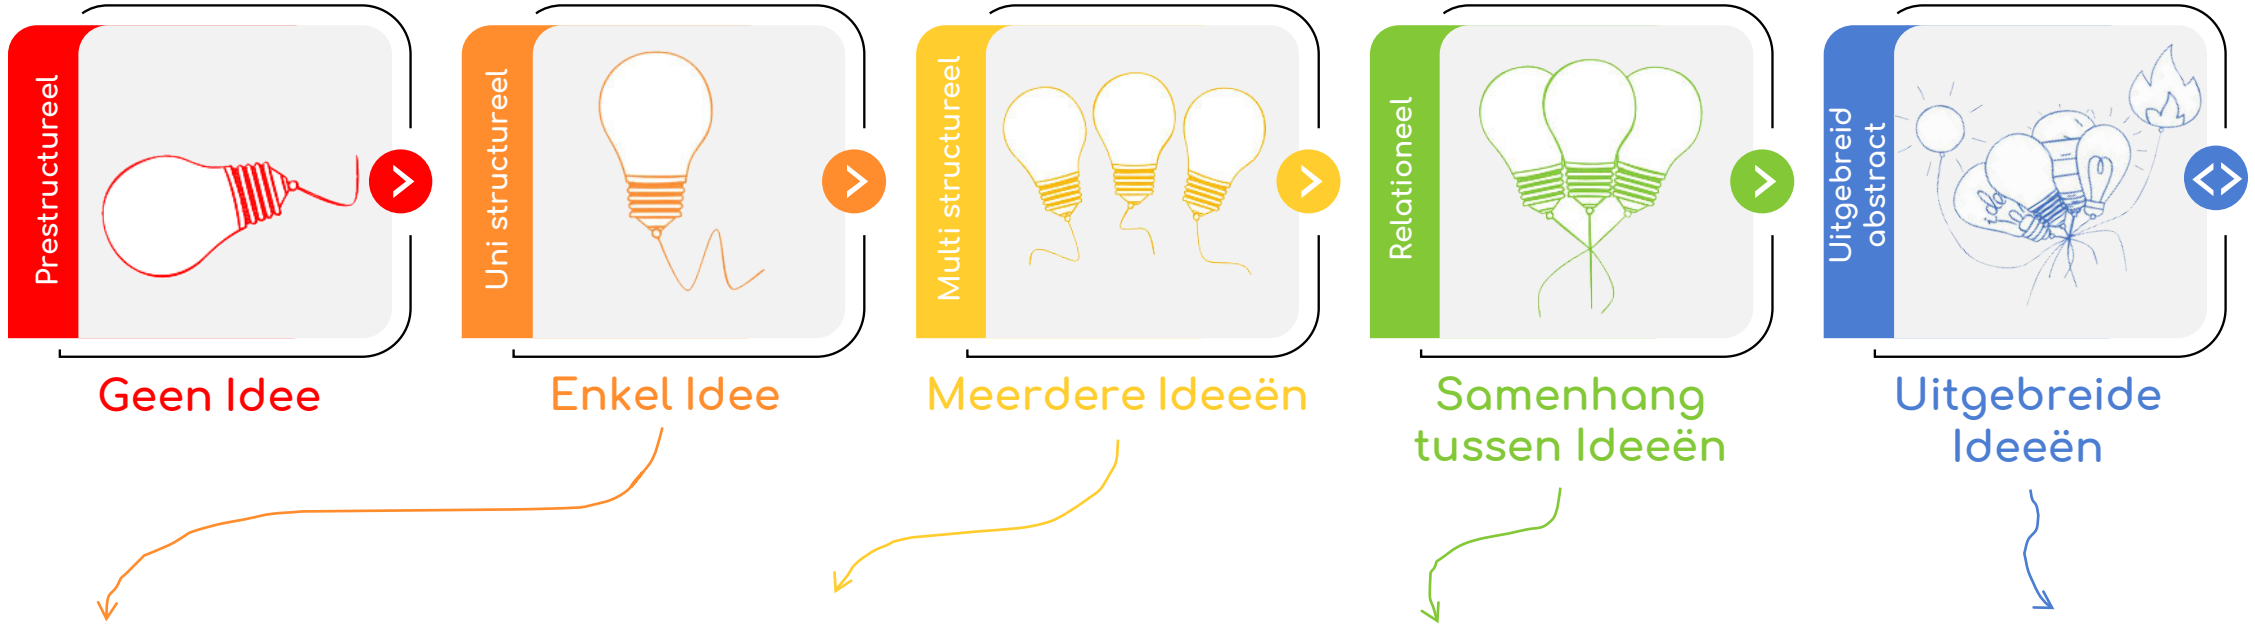 Prestructureel
Geen Idee
Uni structureel
Enkel Idee
Multi structureel
Meerdere Ideeën
Relationeel
Samenhang
tussen Ideeën
Uitgebreid
abstract
Uitgebreide
Ideeën